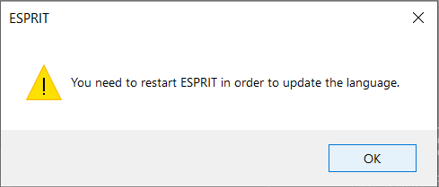 ESPRIT
You need to restart ESPRIT in order to update the language.
OK